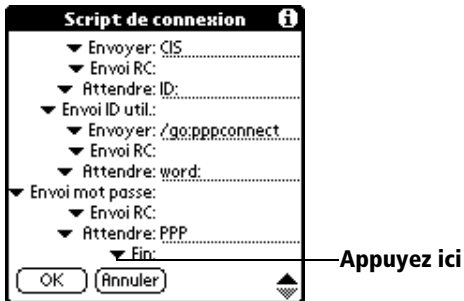 Script de connexion i
Envoyer: CIS
Envoi RC:
Attendre: ID:
Envoi ID util.:
Envoyer: /go:pppconnect
Envoi RC:
Attendre: word:
Envoi mot passe:
Envoi RC:
Attendre: PPP
Fin:
Appuyez ici
OK Annuler